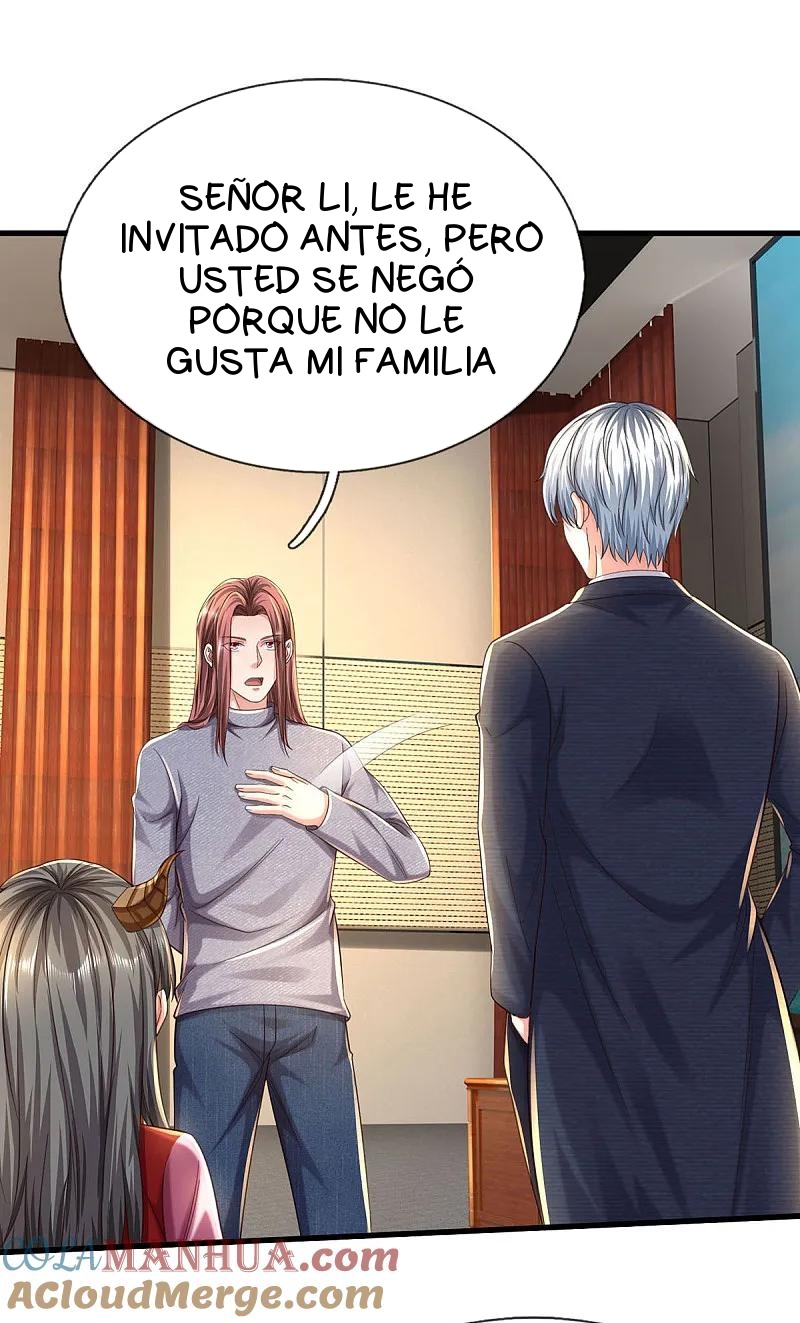 SEÑOR LI, LE HE
INVITADO ANTES, PERO
USTED SE NEGÓ
PORQUE NO LE
GUSTA MI FAMILIA
COLAMANHUA.com
AcloudMerge.com